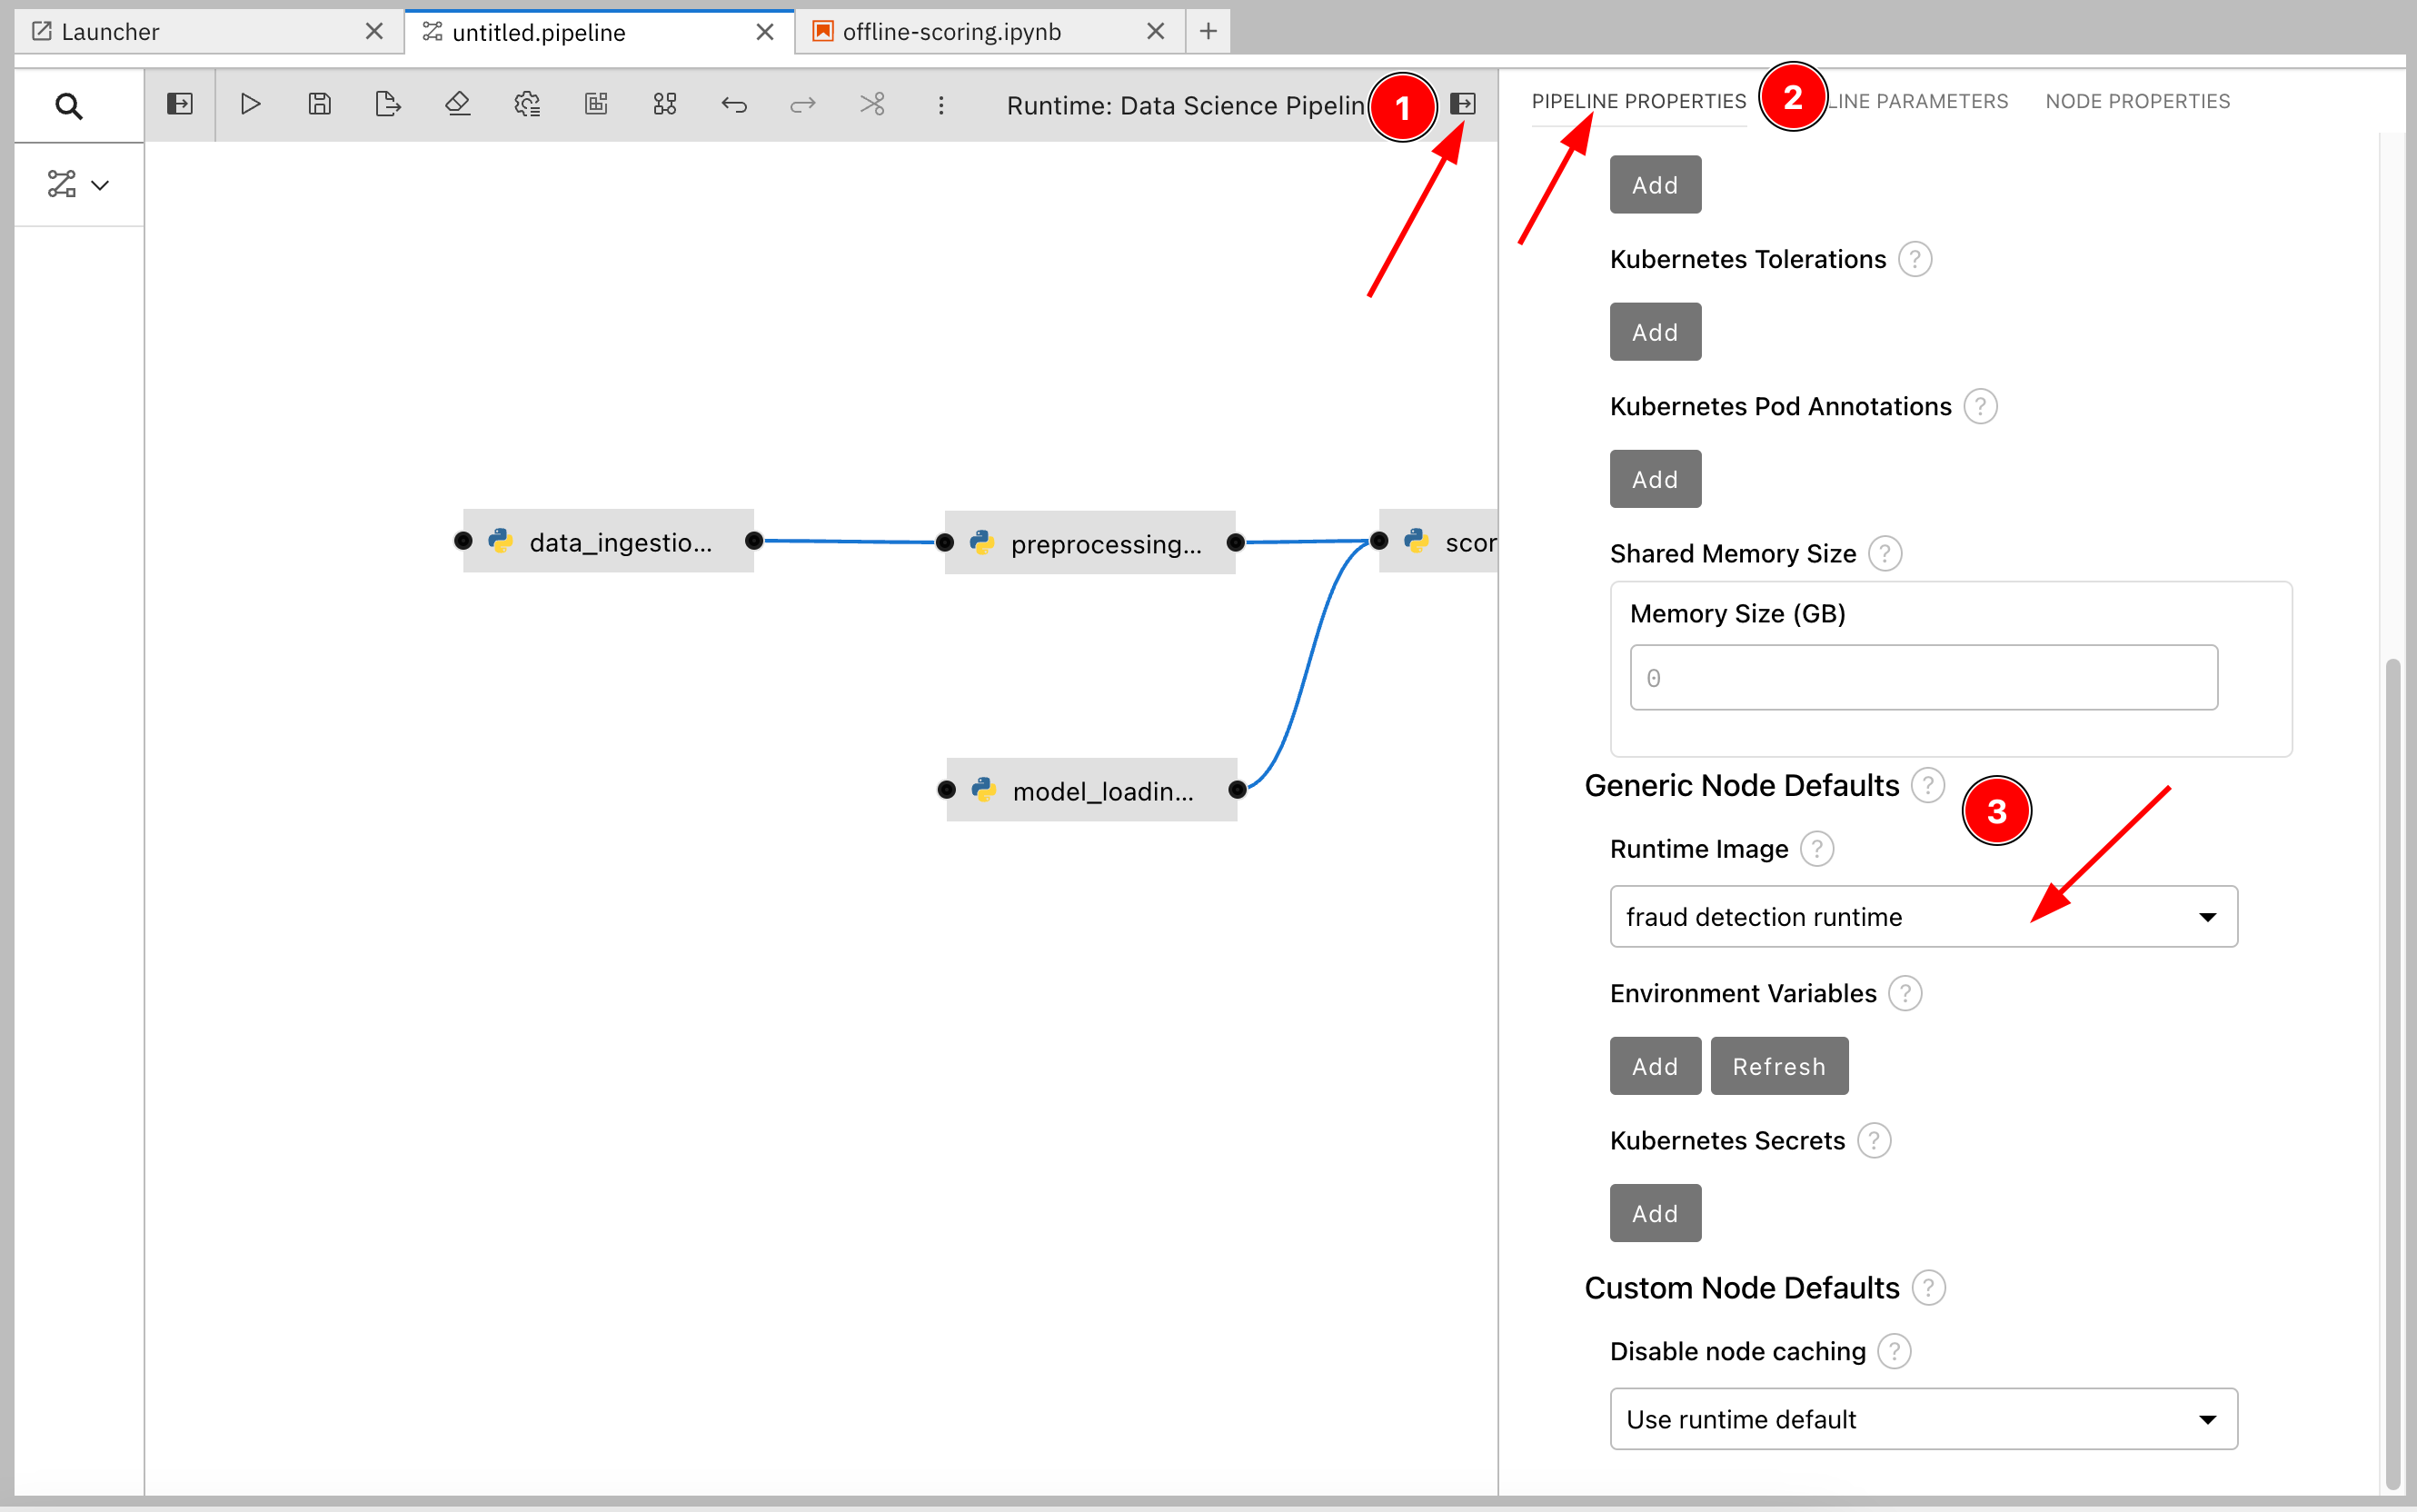 Launcher
untitled.pipeline
offline-scoring.ipynb
Runtime: Data Science Pipelin
1
PIPELINE PROPERTIES
2
LINE PARAMETERS
NODE PROPERTIES
Add
Kubernetes Tolerations ?
Add
Kubernetes Pod Annotations ?
Add
data_ingestio...
preprocessing...
scor
model_loadin...
Shared Memory Size ?
Memory Size (GB)
0
Generic Node Defaults ?
3
Runtime Image ?
fraud detection runtime
Environment Variables ?
Add Refresh
Kubernetes Secrets ?
Add
Custom Node Defaults ?
Disable node caching ?
Use runtime default